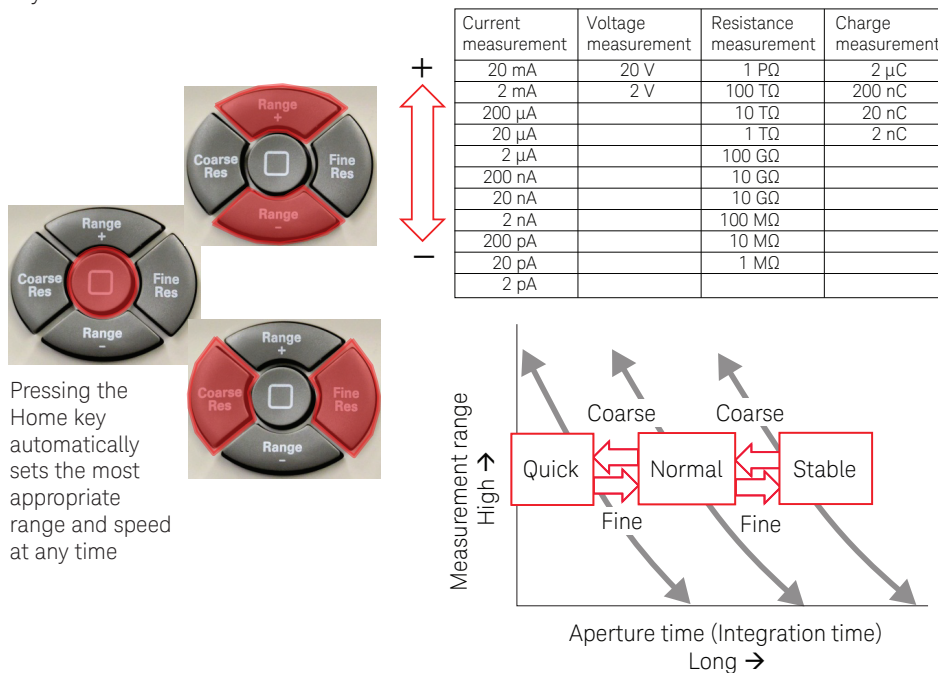 Current measurement Voltage measurement Resistance measurement Charge measurement
20 mA 20 V 1 PΩ 2 µC
2 mA 2 V 100 TΩ 200 nC
200 µA 10 TΩ 20 nC
20 µA 1 TΩ 2 nC
2 µA 100 GΩ
200 nA 10 GΩ
20 nA 10 GΩ
2 nA 100 MΩ
200 pA 10 MΩ
20 pA 1 MΩ
2 pA
+
−
Range
+
Coarse Res
Fine Res
Range
−
Range
+
Coarse Res
Fine Res
Range
−
Range
+
Coarse Res
Fine Res
Range
−
Pressing the
Home key
automatically
sets the most
appropriate
range and speed
at any time
Measurement range
High →
Coarse Coarse
Quick Normal Stable
Fine Fine
Aperture time (Integration time)
Long →